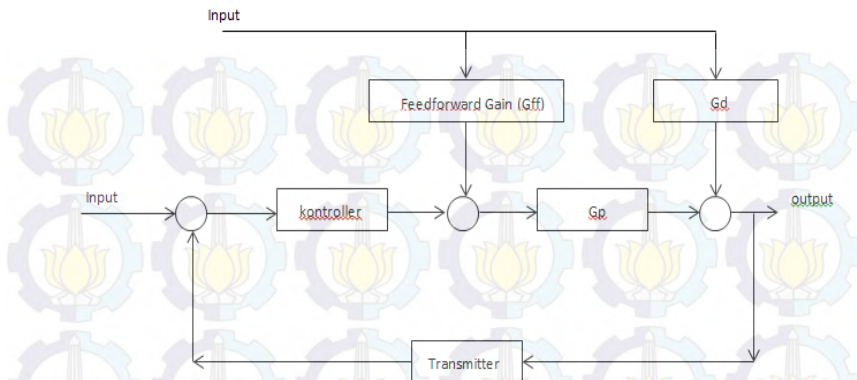 Input
Feedforward Gain (Gff)
Gd
Input
kontroller
Gp
output
Transmitter